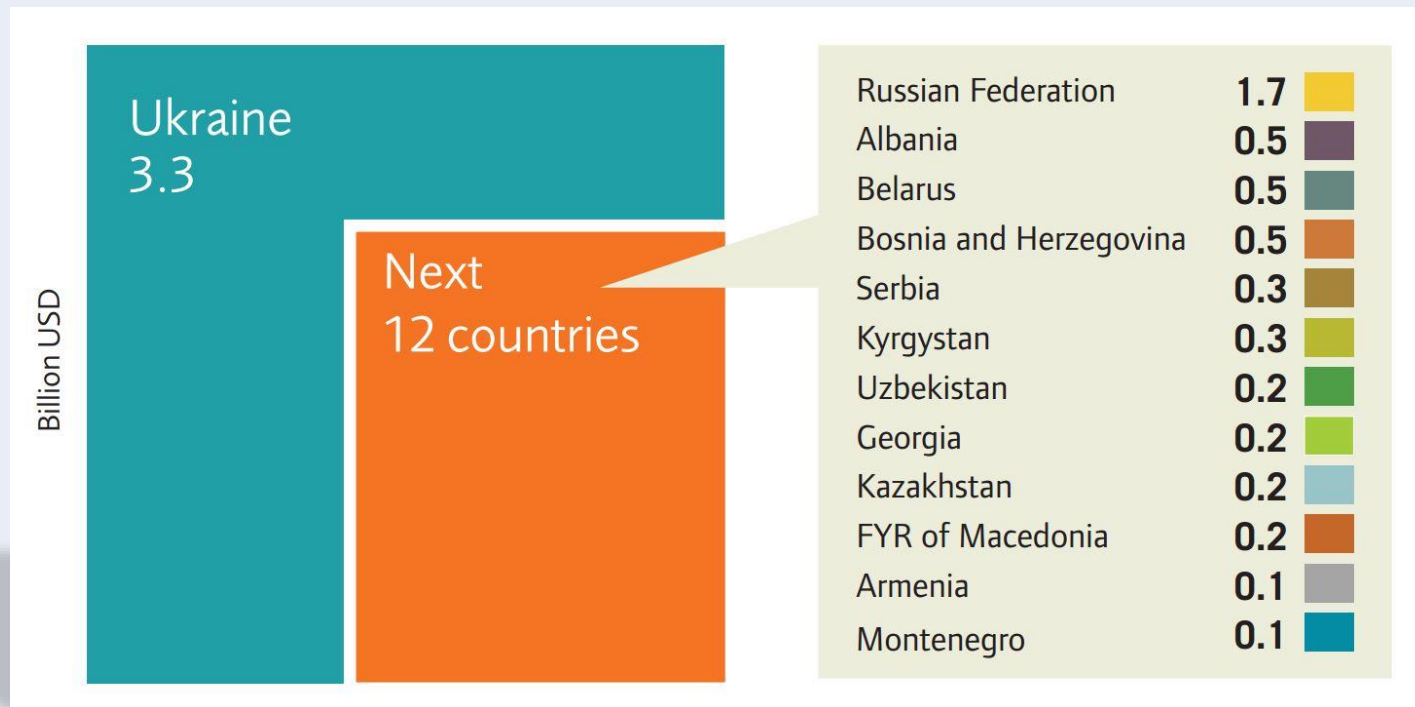 Billion USD
Ukraine
3.3
Next
12 countries
Russian Federation 1.7
Albania 0.5
Belarus 0.5
Bosnia and Herzegovina 0.5
Serbia 0.3
Kyrgystan 0.3
Uzbekistan 0.2
Georgia 0.2
Kazakhstan 0.2
FYR of Macedonia 0.2
Armenia 0.1
Montenegro 0.1